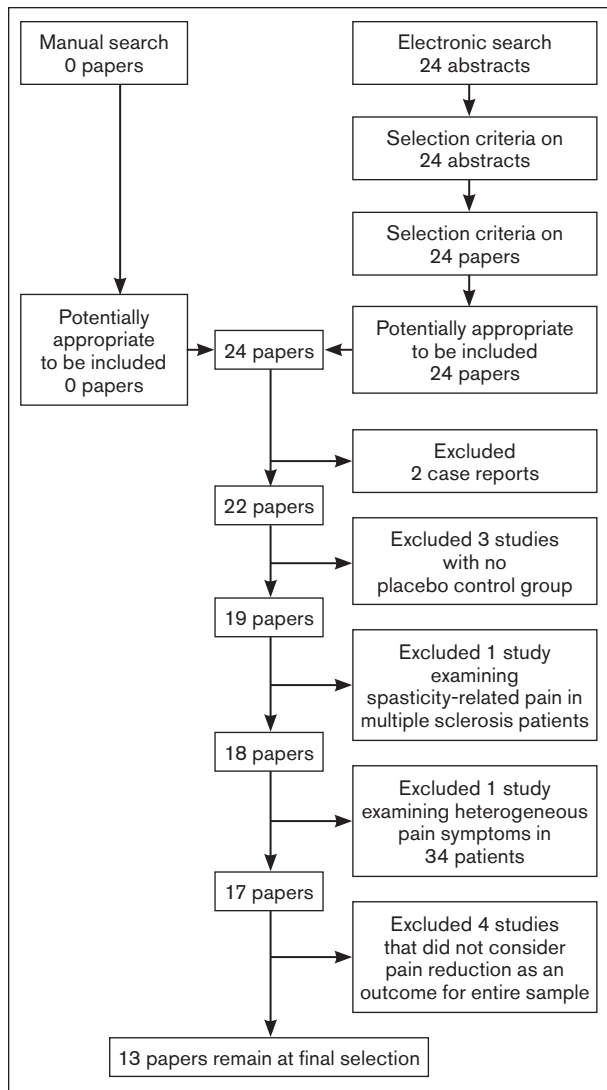 Manual search
0 papers
Electronic search
24 abstracts
Selection criteria on
24 abstracts
Selection criteria on
24 papers
Potentially
appropriate
to be included
0 papers
24 papers
Potentially appropriate
to be included
24 papers
Excluded
2 case reports
22 papers
Excluded 3 studies
with no
placebo control group
19 papers
Excluded 1 study
examining
spasticity-related pain in
multiple sclerosis patients
18 papers
Excluded 1 study
examining heterogeneous
pain symptoms in
34 patients
17 papers
Excluded 4 studies
that did not consider
pain reduction as an
outcome for entire sample
13 papers remain at final selection